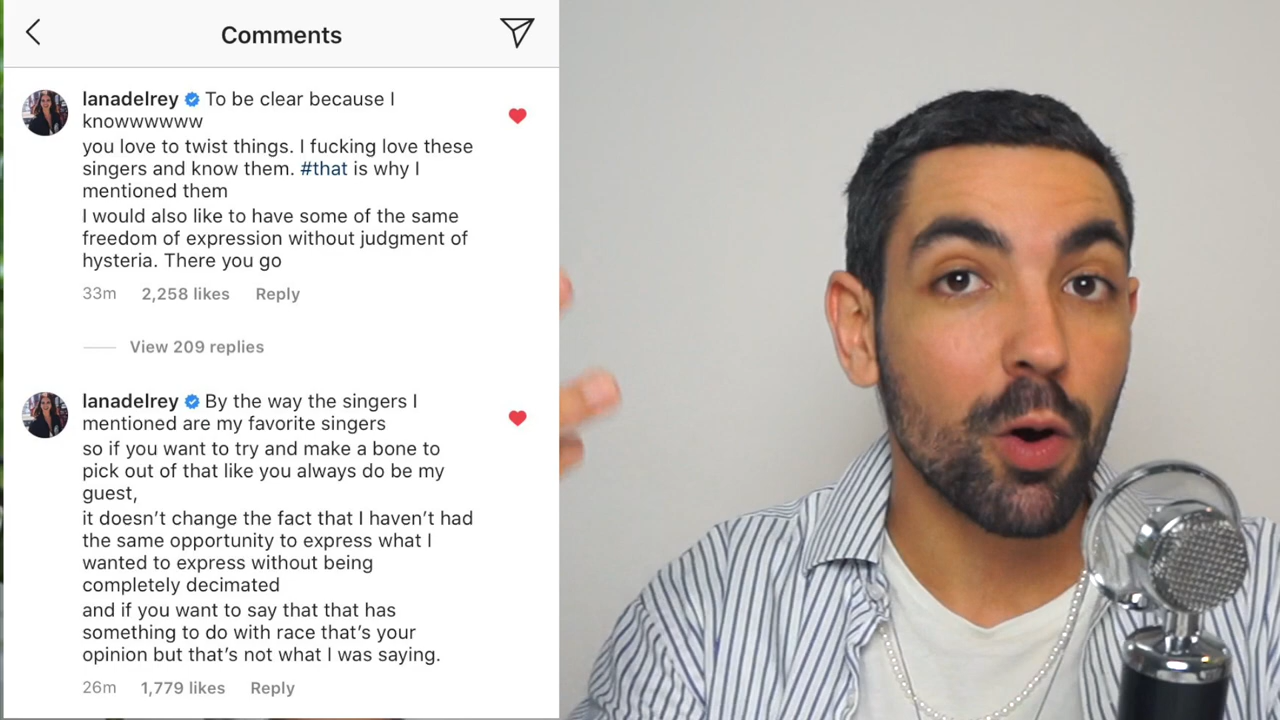 Comments
lanadelrey To be clear because I
knowwwwww
you love to twist things. I fucking love these
singers and know them. #that is why I
mentioned them
I would also like to have some of the same
freedom of expression without judgment of
hysteria. There you go
33m 2,258 likes Reply
View 209 replies
lanadelrey By the way the singers I
mentioned are my favorite singers
so if you want to try and make a bone to
pick out of that like you always do be my
guest,
it doesn’t change the fact that I haven’t had
the same opportunity to express what I
wanted to express without being
completely decimated
and if you want to say that that has
something to do with race that’s your
opinion but that’s not what I was saying.
26m 1,779 likes Reply